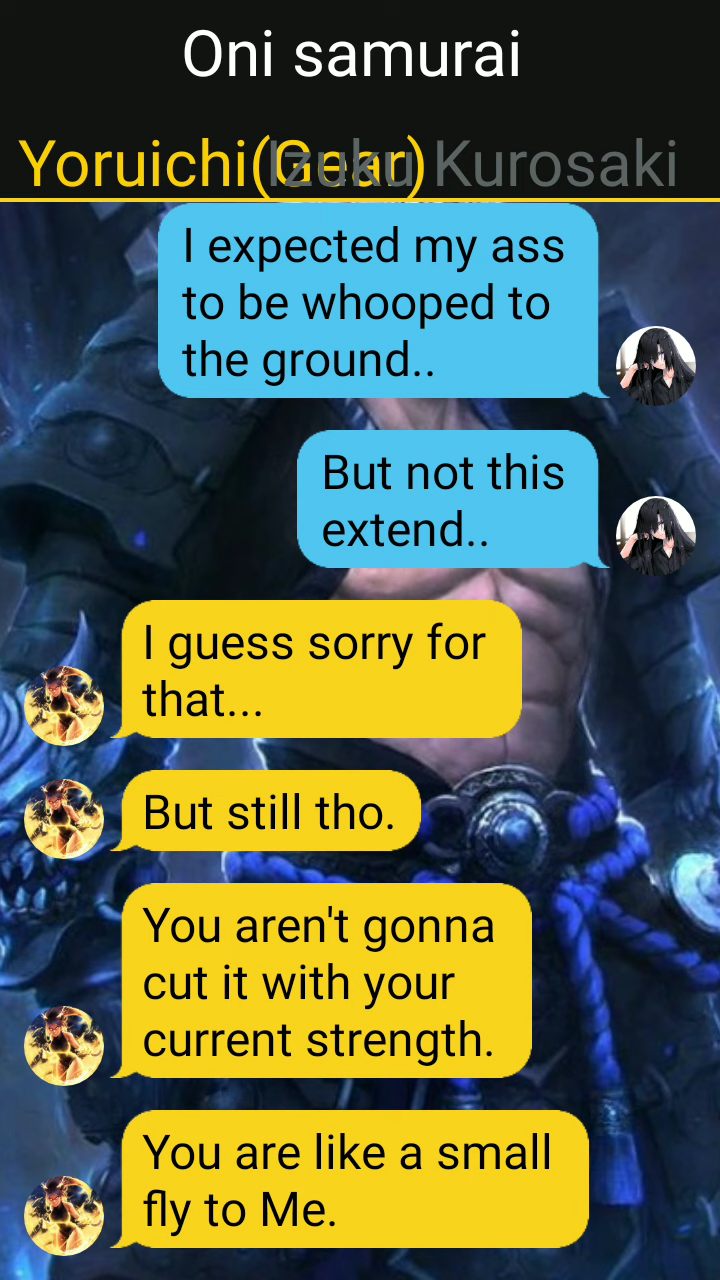 Oni samurai
Yoruichi(Gear)
Izuku Kurosaki
I expected my ass
to be whooped to
the ground..
But not this
extend..
I guess sorry for
that...
But still tho.
You aren't gonna
cut it with your
current strength.
You are like a small
fly to Me.